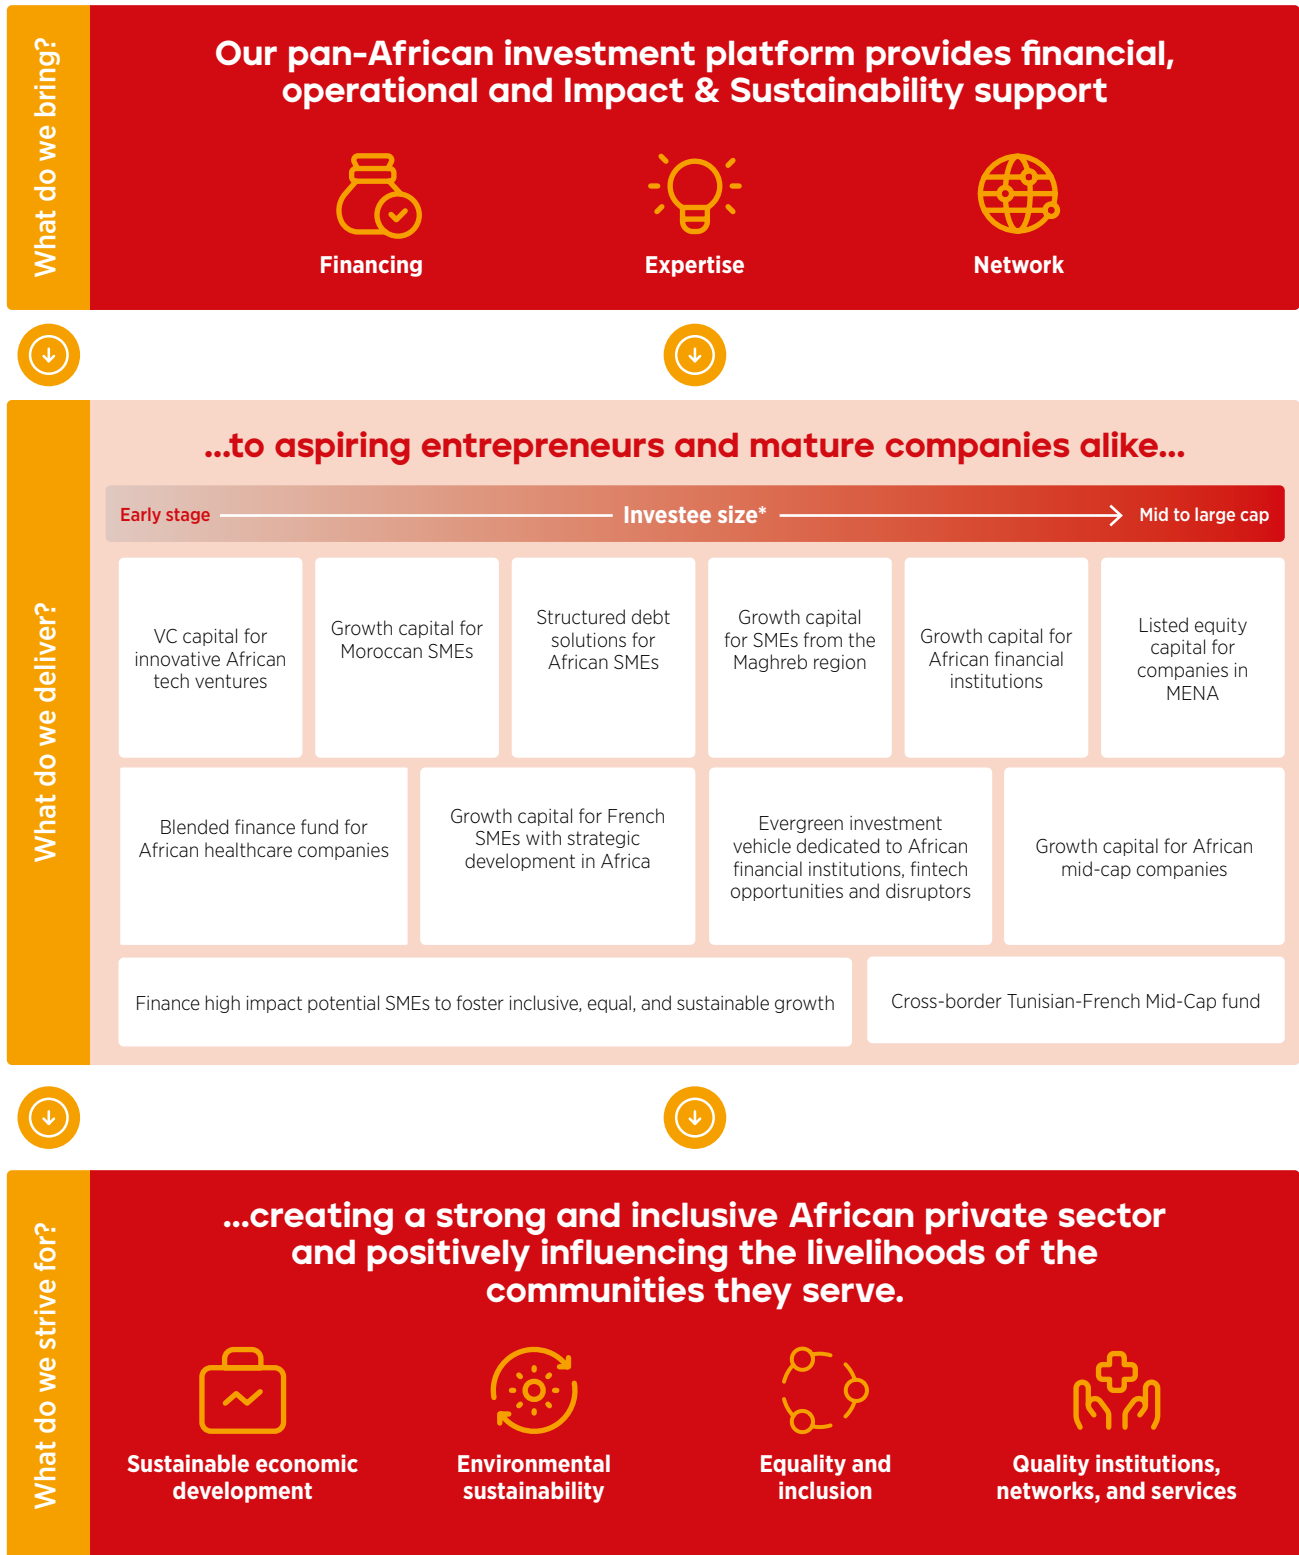 What do we bring?
Our pan-African investment platform provides financial,
operational and Impact & Sustainability support
Financing
Expertise
Network
What do we deliver?
...to aspiring entrepreneurs and mature companies alike...
Early stage
Investee size*
Mid to large cap
VC capital for
innovative African
tech ventures
Growth capital for
Moroccan SMEs
Structured debt
solutions for
African SMEs
Growth capital
for SMEs from the
Maghreb region
Growth capital for
African financial
institutions
Listed equity
capital for
companies in
MENA
Blended finance fund for
African healthcare companies
Growth capital for French
SMEs with strategic
development in Africa
Evergreen investment
vehicle dedicated to African
financial institutions, fintech
opportunities and disruptors
Growth capital for African
mid-cap companies
Finance high impact potential SMEs to foster inclusive, equal, and sustainable growth
Cross-border Tunisian-French Mid-Cap fund
What do we strive for?
...creating a strong and inclusive African private sector
and positively influencing the livelihoods of the
communities they serve.
Sustainable economic
development
Environmental
sustainability
Equality and
inclusion
Quality institutions,
networks, and services